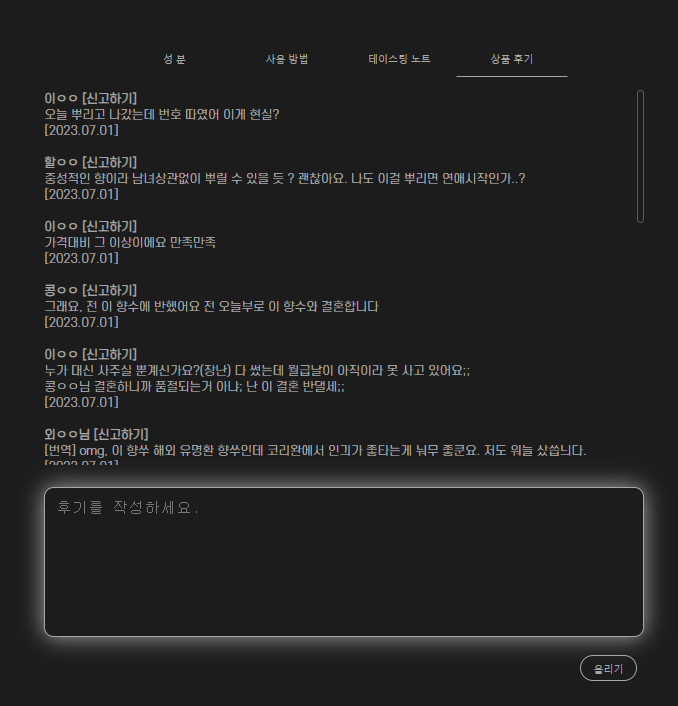 성 분 사용 방법 테이스팅 노트 상품 후기
이ㅇㅇ [신고하기]
오늘 뿌리고 나갔는데 번호 따였어 이게 현실?
[2023.07.01]
할ㅇㅇ [신고하기]
중성적인 향이라 남녀상관없이 뿌릴 수 있을 듯 ? 괜찮아요. 나도 이걸 뿌리면 연애시작인가..?
[2023.07.01]
이ㅇㅇ [신고하기]
가격대비 그 이상이에요 만족만족
[2023.07.01]
콩ㅇㅇ [신고하기]
그래요, 전 이 향수에 반했어요 전 오늘부로 이 향수와 결혼합니다
[2023.07.01]
이ㅇㅇ [신고하기]
누가 대신 사주실 뿐계신가요?(장난) 다 썼는데 월급날이 아직이라 못 사고 있어요;;
콩ㅇㅇ님 결혼하니까 품절되는거 아냐; 난 이 결혼 반댈세;;
[2023.07.01]
외ㅇㅇ님 [신고하기]
[번역] omg, 이 향쑤 해외 유명환 향쑤인데 코리완에서 인끠가 좋타는게 눠무 좋쿤요. 저도 워늘 샀씁늬다.
[2023.07.01]
후기를 작성하세요.
올리기